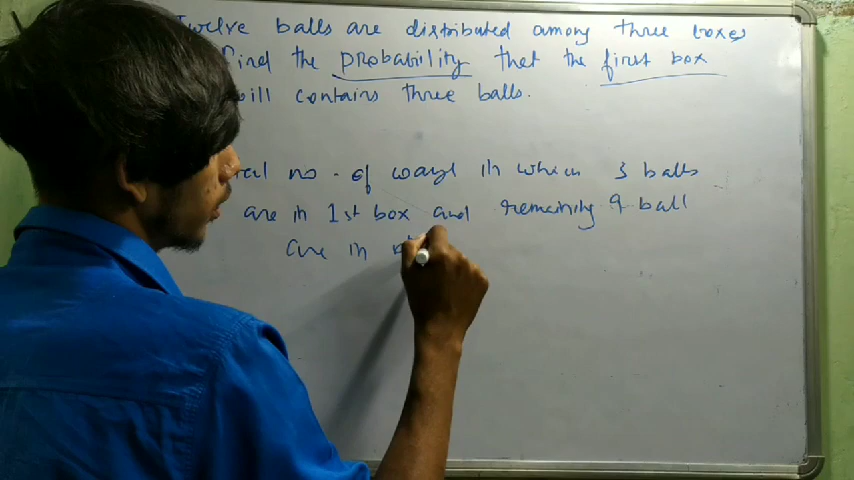 Twelve balls are distributed among three boxes
Find the probability that the first box
will contains three balls.
no. of ways in which 3 balls
are in 1st box and remaining 9 ball
are in